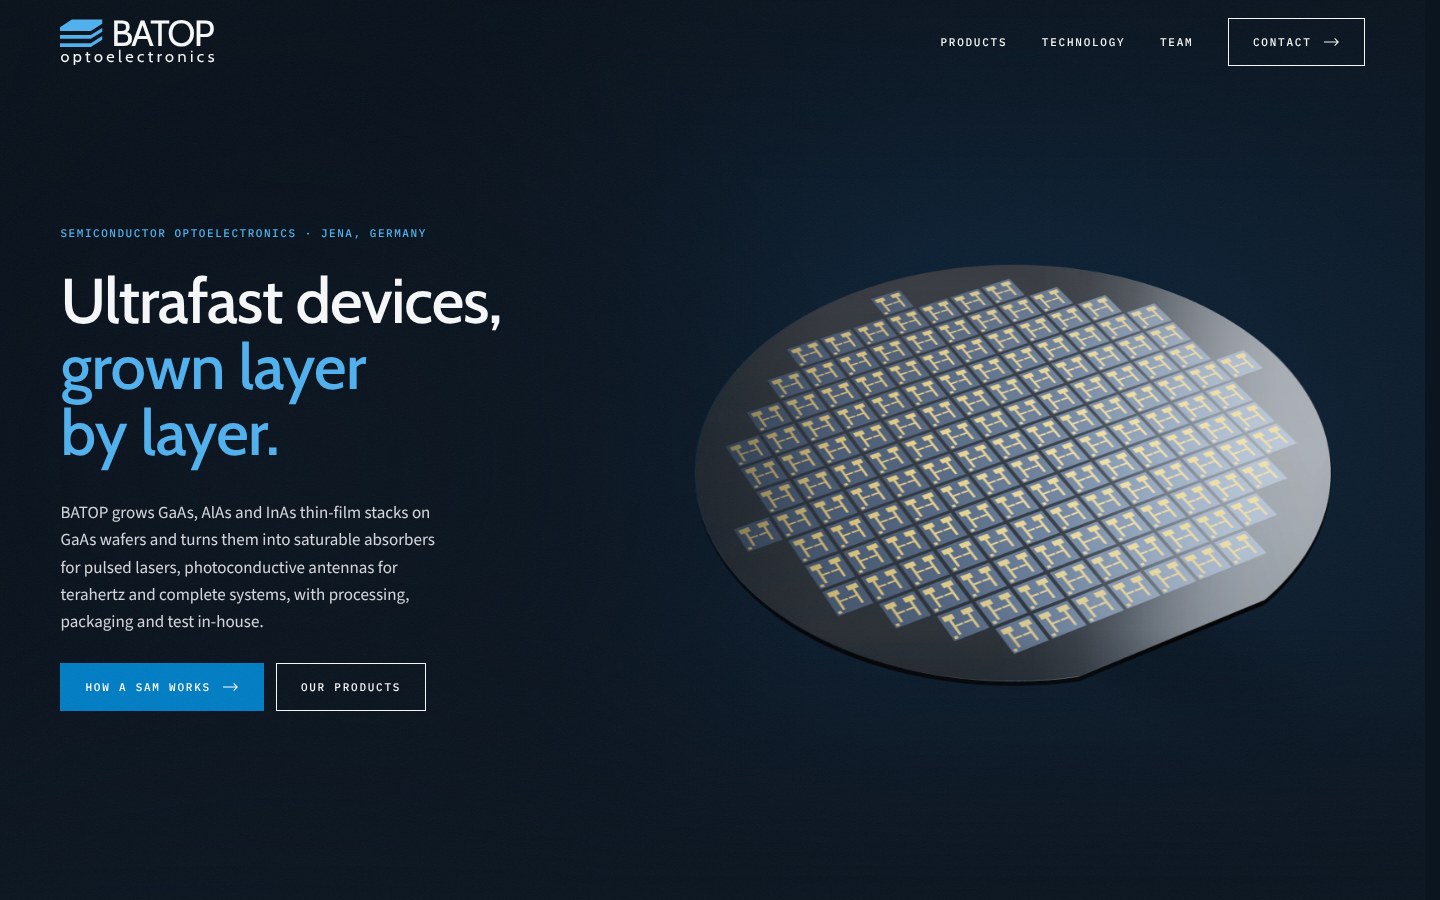 BATOP
optoelectronics
PRODUCTS
TECHNOLOGY
TEAM
CONTACT
SEMICONDUCTOR OPTOELECTRONICS · JENA, GERMANY
Ultrafast devices,
grown layer
by layer.
BATOP grows GaAs, AlAs and InAs thin-film stacks on
GaAs wafers and turns them into saturable absorbers
for pulsed lasers, photoconductive antennas for
terahertz and complete systems, with processing,
packaging and test in-house.
HOW A SAM WORKS
OUR PRODUCTS